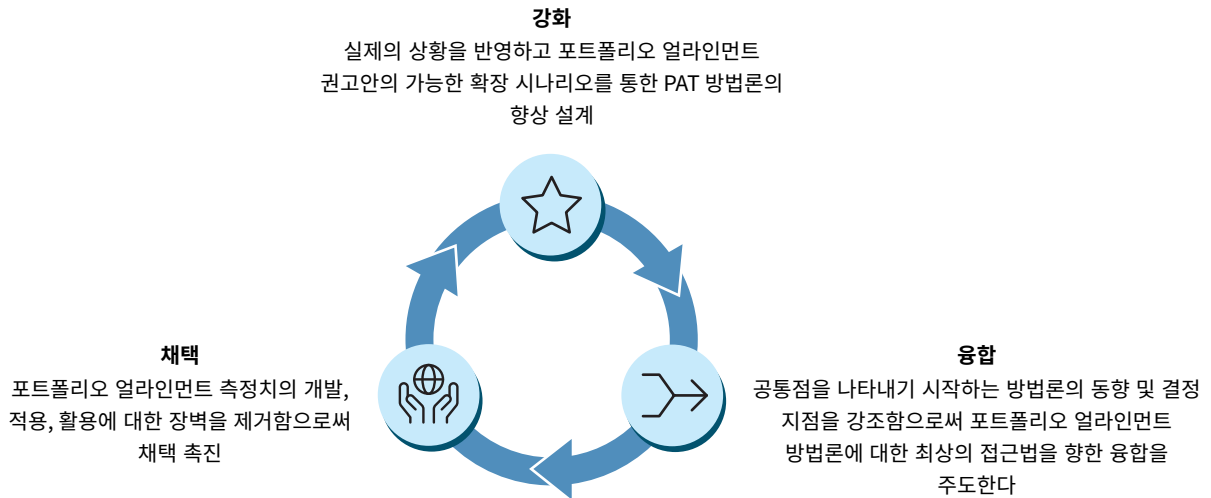 강화
실제의 상황을 반영하고 포트폴리오 얼라인먼트
권고안의 가능한 확장 시나리오를 통한 PAT 방법론의
향상 설계
채택
포트폴리오 얼라인먼트 측정치의 개발,
적용, 활용에 대한 장벽을 제거함으로써
채택 촉진
융합
공통점을 나타내기 시작하는 방법론의 동향 및 결정
지점을 강조함으로써 포트폴리오 얼라인먼트
방법론에 대한 최상의 접근법을 향한 융합을
주도한다